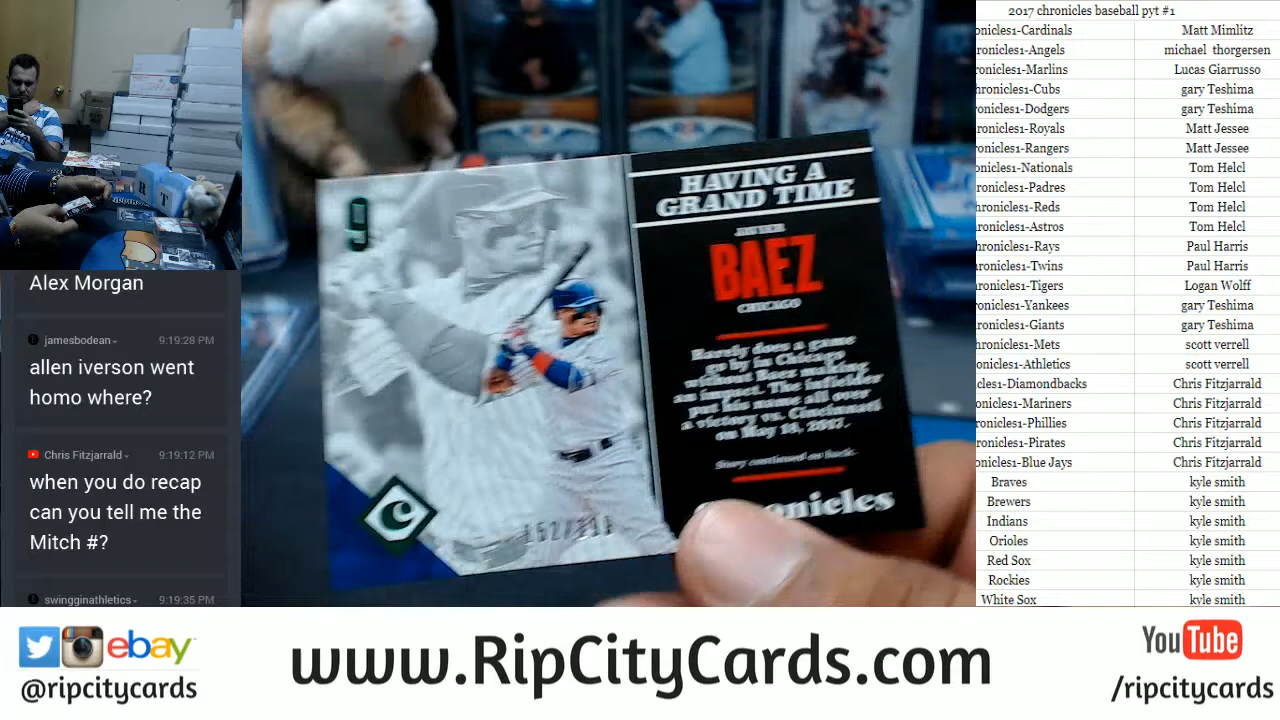 2017 chronicles baseball pyt #1
onicles1-Cardinals Matt Mimlitz
ronicles1-Angels michael thorgersen
ronicles1-Marlins Lucas Giarrusso
hronicles1-Cubs gary Teshima
ronicles1-Dodgers gary Teshima
ronicles1-Royals Matt Jessee
ronicles1-Rangers Matt Jessee
onicles1-Nationals Tom Helcl
ronicles1-Padres Tom Helcl
hronicles1-Reds Tom Helcl
ronicles1-Astros Tom Helcl
hronicles1-Rays Paul Harris
ronicles1-Twins Paul Harris
ronicles1-Tigers Logan Wolff
ronicles1-Yankees gary Teshima
ronicles1-Giants gary Teshima
hronicles1-Mets scott verrell
ronicles1-Athletics scott verrell
icles1-Diamondbacks Chris Fitzjarrald
onicles1-Mariners Chris Fitzjarrald
ronicles1-Phillies Chris Fitzjarrald
ronicles1-Pirates Chris Fitzjarrald
onicles1-Blue Jays Chris Fitzjarrald
Braves kyle smith
Brewers kyle smith
Indians kyle smith
Orioles kyle smith
Red Sox kyle smith
Rockies kyle smith
White Sox kyle smith
Alex Morgan
jamesbodean 9:19:28 PM
allen iverson went
homo where?
Chris Fitzjarrald 9:19:12 PM
when you do recap
can you tell me the
Mitch #?
swingginathletics 9:19:35 PM
9
HAVING A
GRAND TIME
JAVIER
BAEZ
CHICAGO
Barely does a game
go by in Chicago
without Baez making
an impact. The infielder
put his name all over
a victory vs. Cincinnati
on May 18, 2017.
Story continued on back.
onicles
C
ebay
@ripcitycards
www.RipCityCards.com
YouTube
/ripcitycards